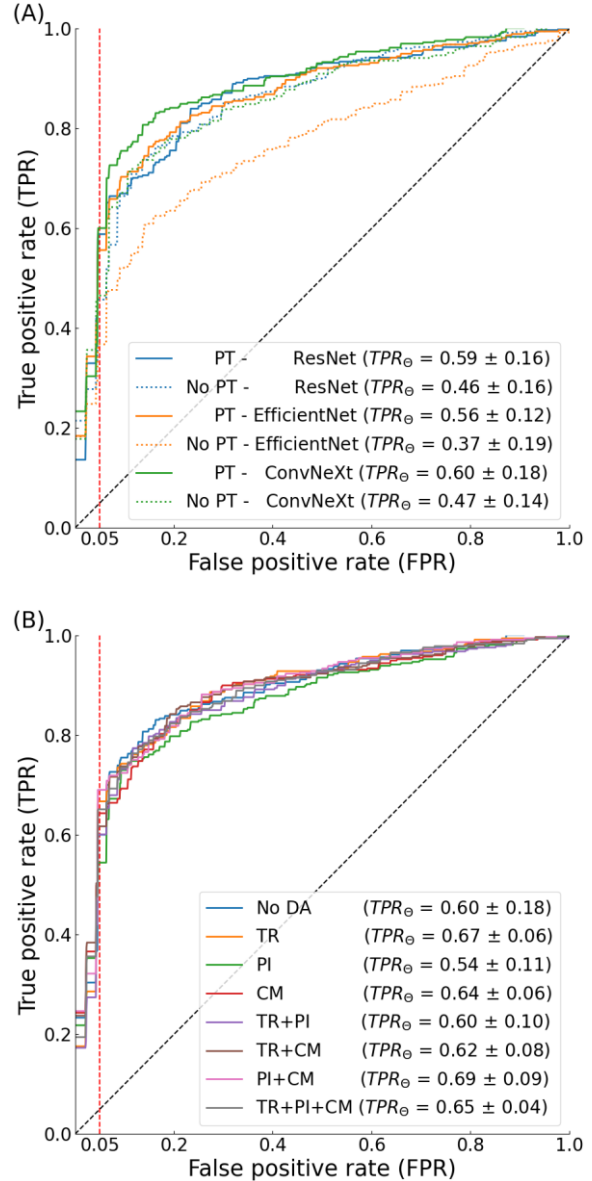 (A)
1.0
0.8
0.6
0.4
0.2
0.0
True positive rate (TPR)
PT - ResNet (TPR_Θ = 0.59 ± 0.16)
No PT - ResNet (TPR_Θ = 0.46 ± 0.16)
PT - EfficientNet (TPR_Θ = 0.56 ± 0.12)
No PT - EfficientNet (TPR_Θ = 0.37 ± 0.19)
PT - ConvNeXt (TPR_Θ = 0.60 ± 0.18)
No PT - ConvNeXt (TPR_Θ = 0.47 ± 0.14)
0.05 0.2 0.4 0.6 0.8 1.0
False positive rate (FPR)
(B)
1.0
0.8
0.6
0.4
0.2
0.0
True positive rate (TPR)
No DA (TPR_Θ = 0.60 ± 0.18)
TR (TPR_Θ = 0.67 ± 0.06)
PI (TPR_Θ = 0.54 ± 0.11)
CM (TPR_Θ = 0.64 ± 0.06)
TR+PI (TPR_Θ = 0.60 ± 0.10)
TR+CM (TPR_Θ = 0.62 ± 0.08)
PI+CM (TPR_Θ = 0.69 ± 0.09)
TR+PI+CM (TPR_Θ = 0.65 ± 0.04)
0.05 0.2 0.4 0.6 0.8 1.0
False positive rate (FPR)